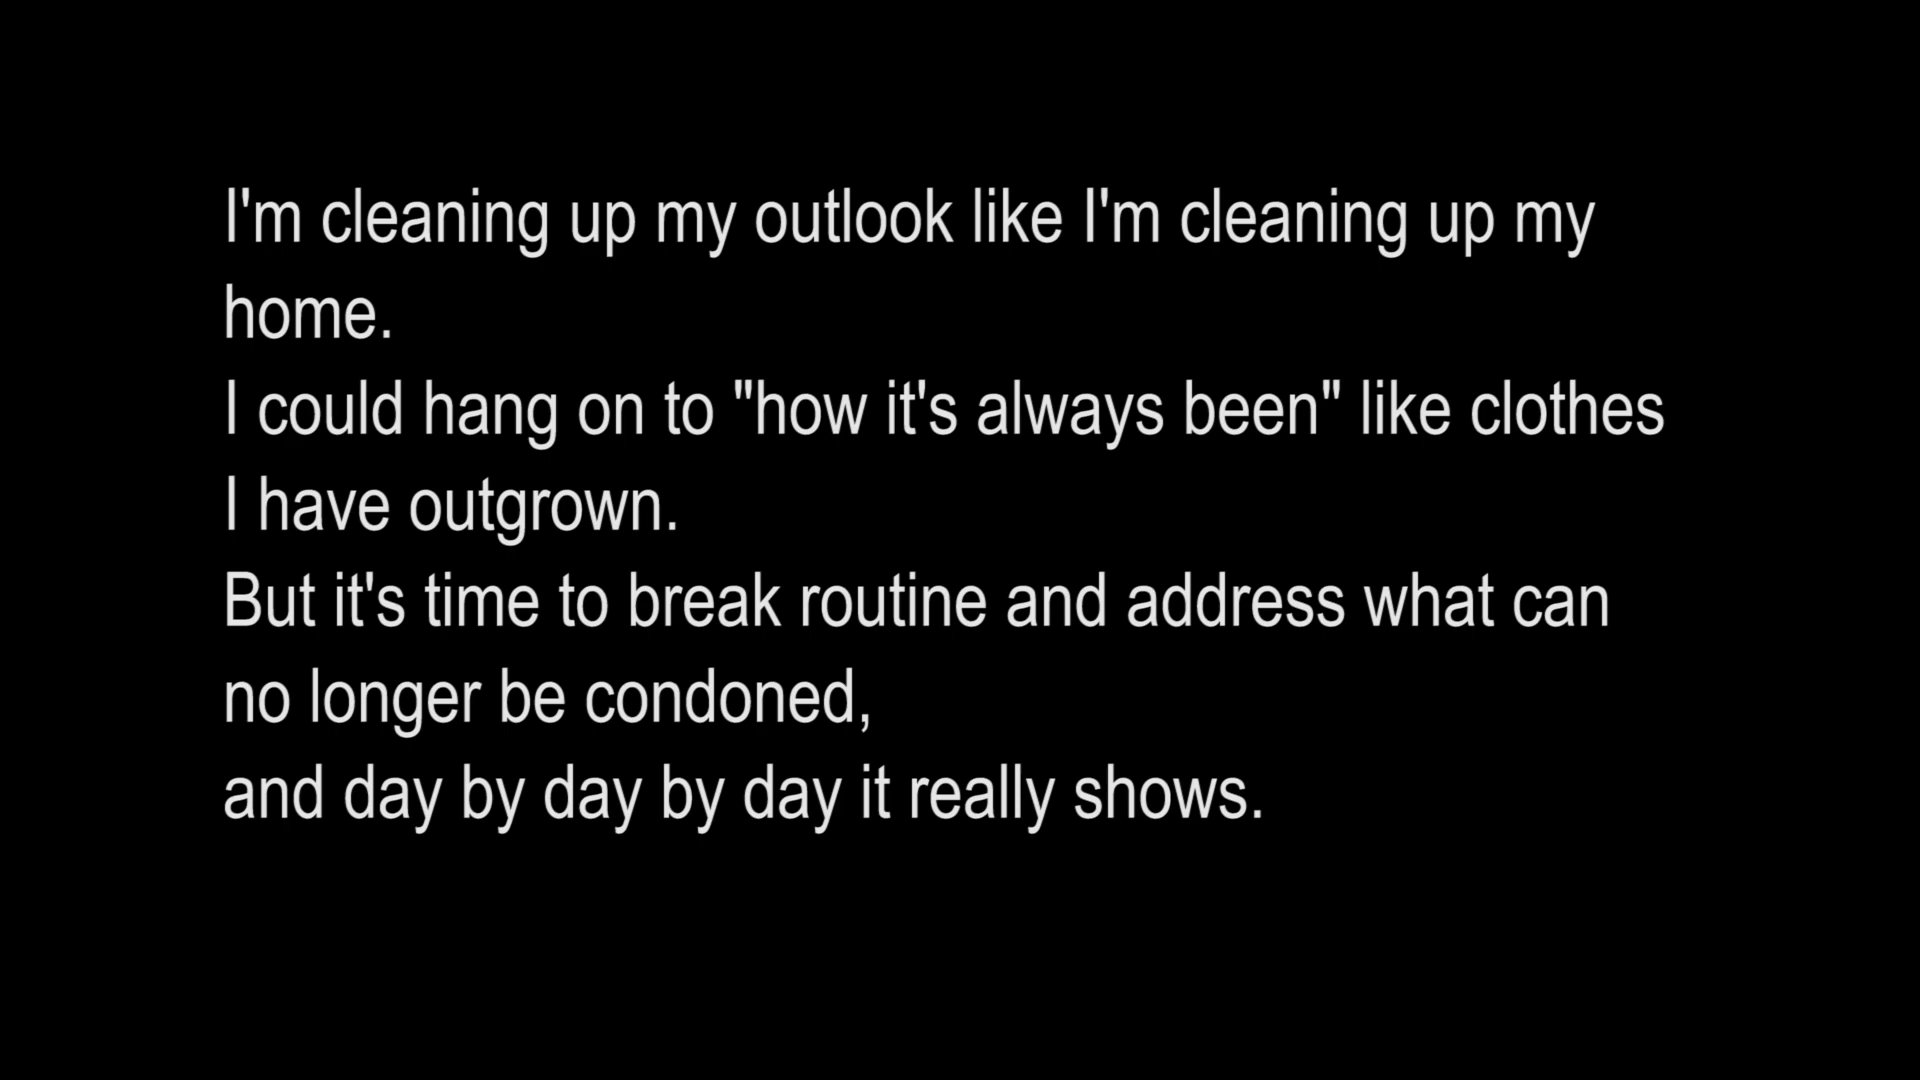 I'm cleaning up my outlook like I'm cleaning up my
home.
I could hang on to "how it's always been" like clothes
I have outgrown.
But it's time to break routine and address what can
no longer be condoned,
and day by day by day it really shows.